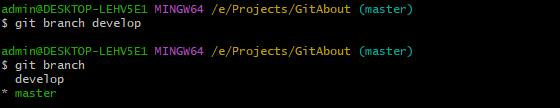 admin@DESKTOP-LEHV5E1 MINGW64 /e/Projects/GitAbout (master)
$ git branch develop
admin@DESKTOP-LEHV5E1 MINGW64 /e/Projects/GitAbout (master)
$ git branch
  develop
* master